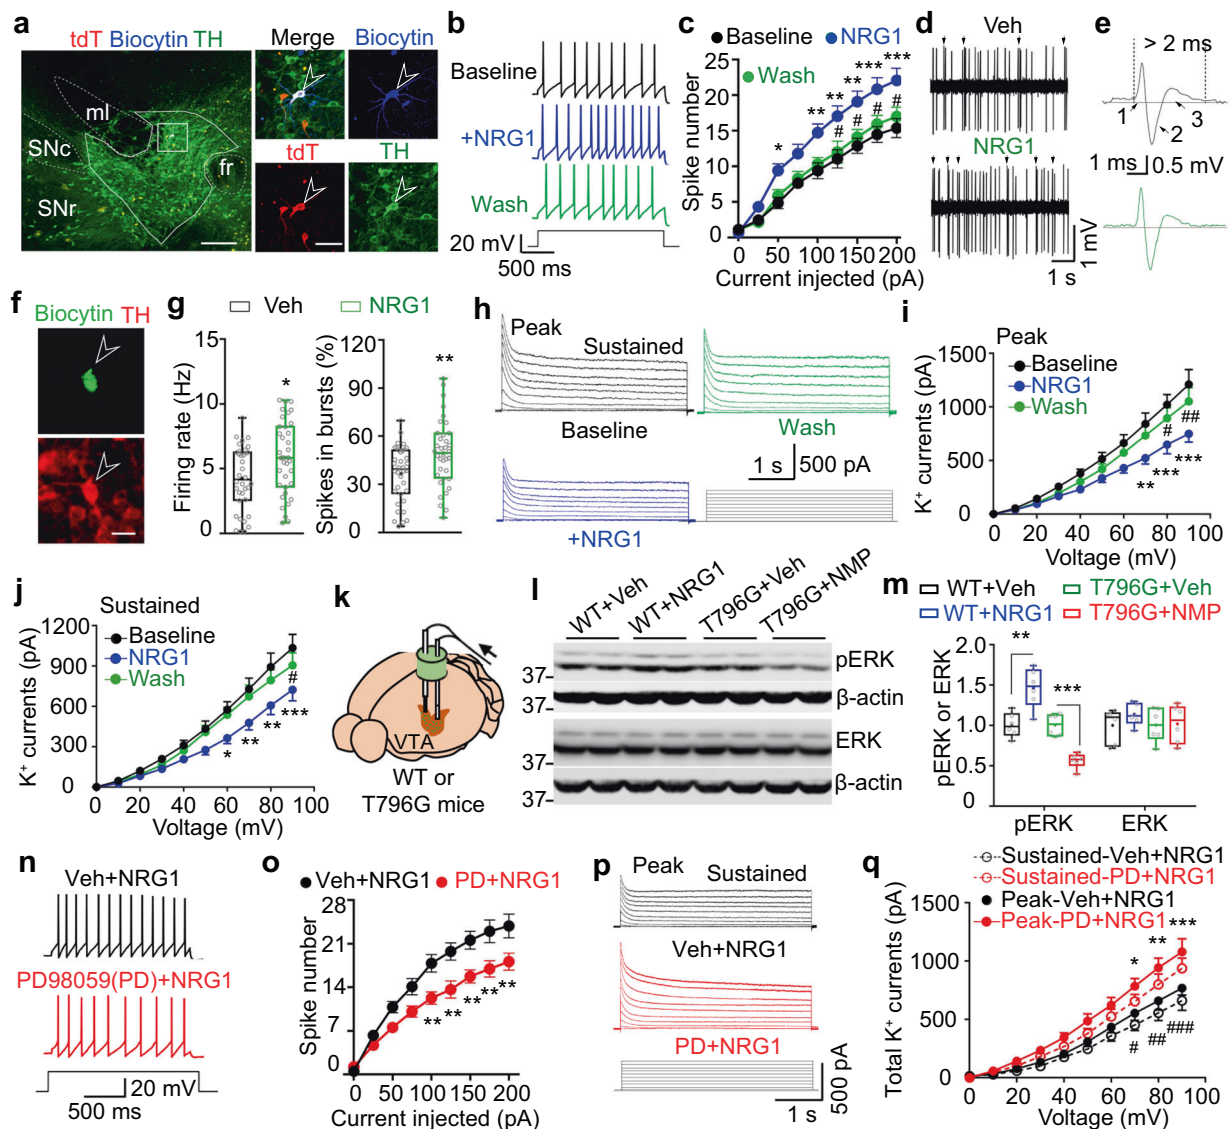 a
tdT Biocytin TH
ml
SNc
SNr
fr
Merge
Biocytin
tdT
TH
b
Baseline
+NRG1
Wash
20 mV
500 ms
c
Baseline NRG1
Wash
Spike number
25
20
15
10
5
0
* ** ** ** *** ***
# # # #
0 50 100 150 200
Current injected (pA)
d
Veh
NRG1
1 mV
1 s
e
> 2 ms
1
2
3
1 ms 0.5 mV
f
Biocytin TH
g
Veh NRG1
Firing rate (Hz)
15
10
5
0
*
Spikes in bursts (%)
120
90
60
30
0
**
h
Peak
Sustained
Baseline
Wash
1 s 500 pA
+NRG1
i
Peak
Baseline
NRG1
Wash
K+ currents (pA)
1500
1000
500
0
# ##
** *** ***
0 20 40 60 80 100
Voltage (mV)
j
Sustained
Baseline
NRG1
Wash
K+ currents (pA)
1200
900
600
300
0
#
* ** ** ***
0 20 40 60 80 100
Voltage (mV)
k
VTA
WT or
T796G mice
l
WT+Veh
WT+NRG1
T796G+Veh
T796G+NMP
37-
pERK
37-
β-actin
37-
ERK
37-
β-actin
m
WT+Veh T796G+Veh
WT+NRG1 T796G+NMP
pERK or ERK
2.0
1.5
1.0
0.5
0
** ***
pERK ERK
n
Veh+NRG1
PD98059(PD)+NRG1
20 mV
500 ms
o
Veh+NRG1 PD+NRG1
Spike number
28
21
14
7
0
** ** ** ** **
0 50 100 150 200
Current injected (pA)
p
Peak
Sustained
Veh+NRG1
PD+NRG1
500 pA
1 s
q
Sustained-Veh+NRG1
Sustained-PD+NRG1
Peak-Veh+NRG1
Peak-PD+NRG1
Total K+ currents (pA)
1500
1000
500
0
* ** ***
# ## ###
0 20 40 60 80 100
Voltage (mV)